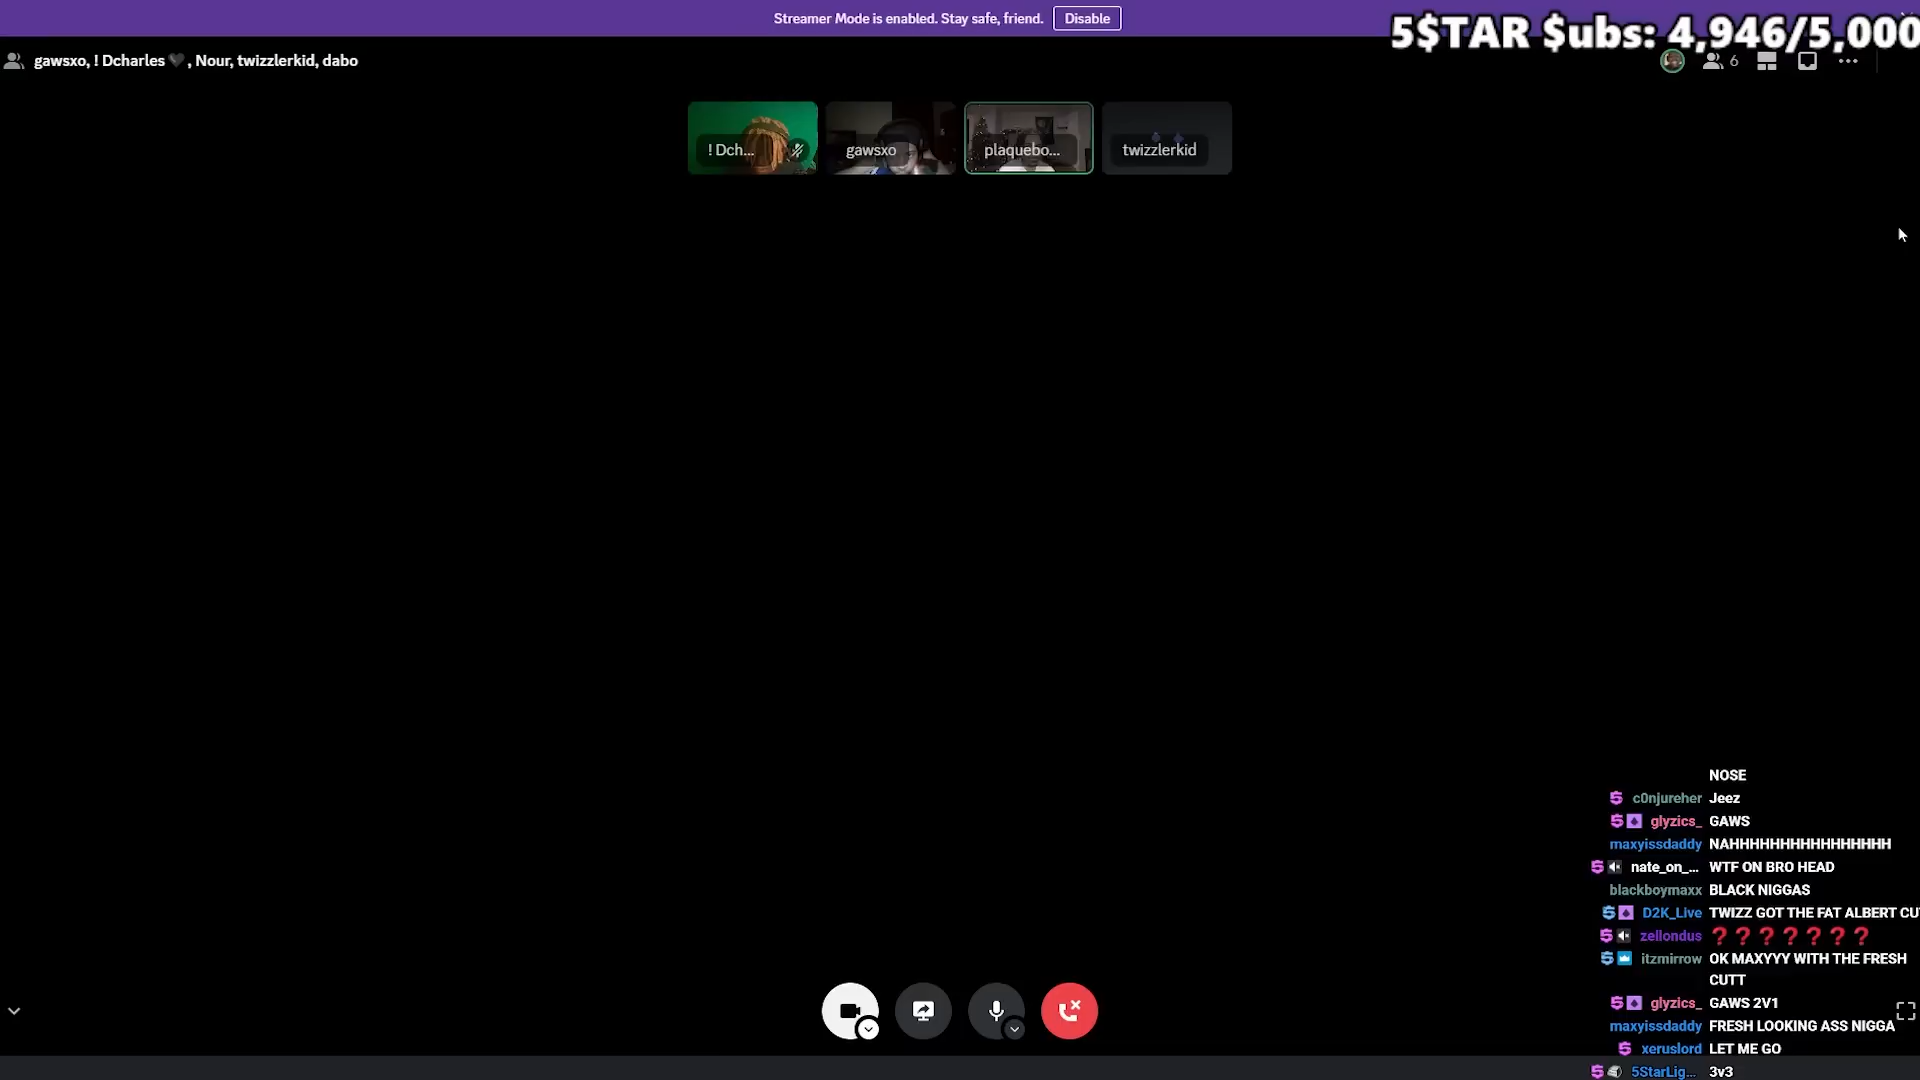 Streamer Mode is enabled. Stay safe, friend. Disable
5$TAR $ubs: 4,946/5,000
gawsxo, ! Dcharles🖤, Nour, twizzlerkid, dabo
6
! Dch...
gawsxo
plaquebo...
twizzlerkid
NOSE
c0njureher Jeez
glyzics_ GAWS
maxyissdaddy NAHHHHHHHHHHHHHHHHH
nate_on_... WTF ON BRO HEAD
blackboymaxx BLACK NIGGAS
D2K_Live TWIZZ GOT THE FAT ALBERT CU
zellondus ❓❓❓❓❓❓❓
itzmirrow OK MAXYYY WITH THE FRESH
CUTT
glyzics_ GAWS 2V1
maxyissdaddy FRESH LOOKING ASS NIGGA
xeruslord LET ME GO
5StarLig... 3v3